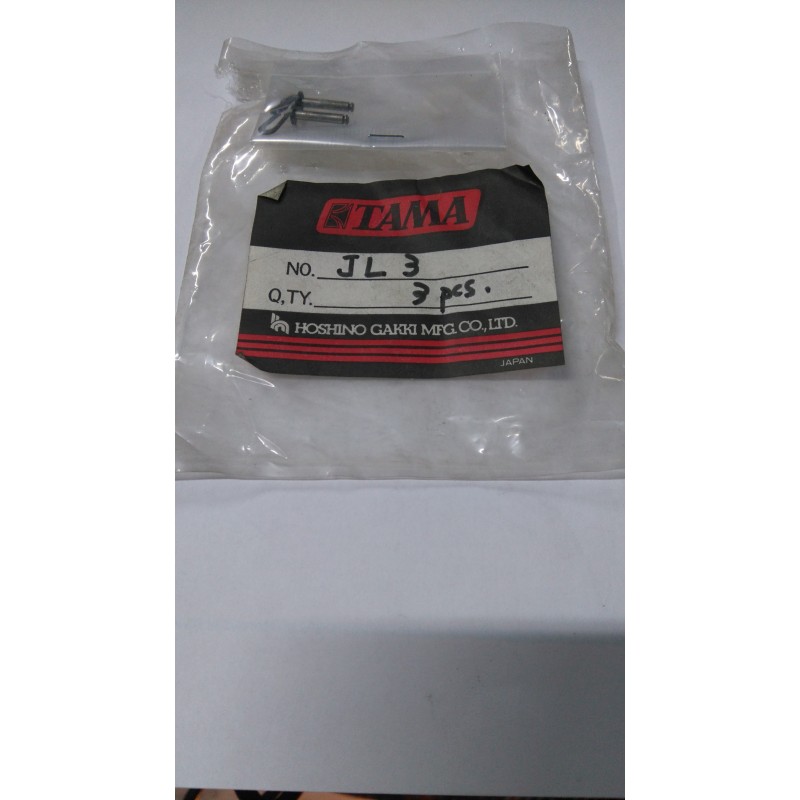 TAMA
NO. JL 3
Q,TY. 3 pcs.
HOSHINO GAKKI MFG. CO., LTD.
JAPAN